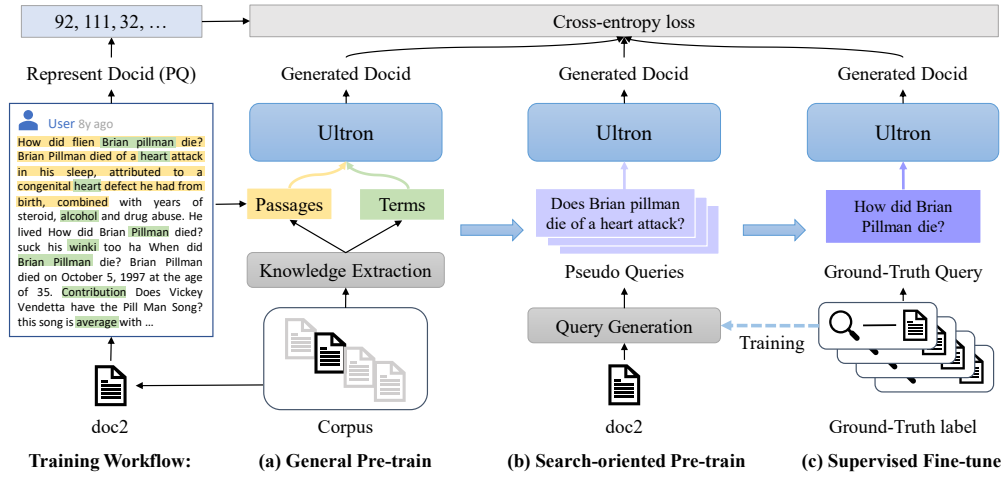 92, 111, 32, …
Cross-entropy loss
Represent Docid (PQ)
Generated Docid
Generated Docid
Generated Docid
User 8y ago
How did flien Brian pillman die?
Brian Pillman died of a heart attack
in his sleep, attributed to a
congenital heart defect he had from
birth, combined with years of
steroid, alcohol and drug abuse. He
lived How did Brian Pillman died?
suck his winki too ha When did
Brian Pillman die? Brian Pillman
died on October 5, 1997 at the age
of 35. Contribution Does Vickey
Vendetta have the Pill Man Song?
this song is average with …
Ultron
Ultron
Ultron
Passages
Terms
Does Brian pillman
die of a heart attack?
How did Brian
Pillman die?
Knowledge Extraction
Pseudo Queries
Ground-Truth Query
Query Generation
Training
doc2
Corpus
doc2
Ground-Truth label
Training Workflow:
(a) General Pre-train
(b) Search-oriented Pre-train
(c) Supervised Fine-tune